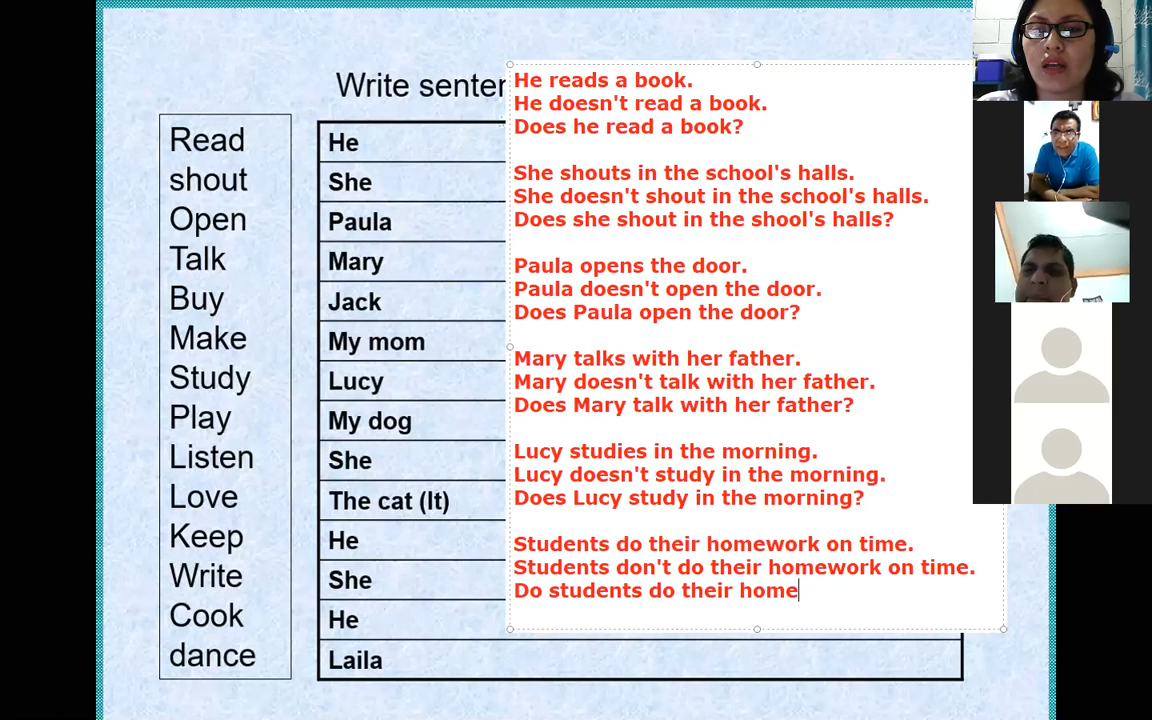 Write senten
Read
shout
Open
Talk
Buy
Make
Study
Play
Listen
Love
Keep
Write
Cook
dance
He
She
Paula
Mary
Jack
My mom
Lucy
My dog
She
The cat (It)
He
She
He
Laila
He reads a book.
He doesn't read a book.
Does he read a book?
She shouts in the school's halls.
She doesn't shout in the school's halls.
Does she shout in the shool's halls?
Paula opens the door.
Paula doesn't open the door.
Does Paula open the door?
Mary talks with her father.
Mary doesn't talk with her father.
Does Mary talk with her father?
Lucy studies in the morning.
Lucy doesn't study in the morning.
Does Lucy study in the morning?
Students do their homework on time.
Students don't do their homework on time.
Do students do their home